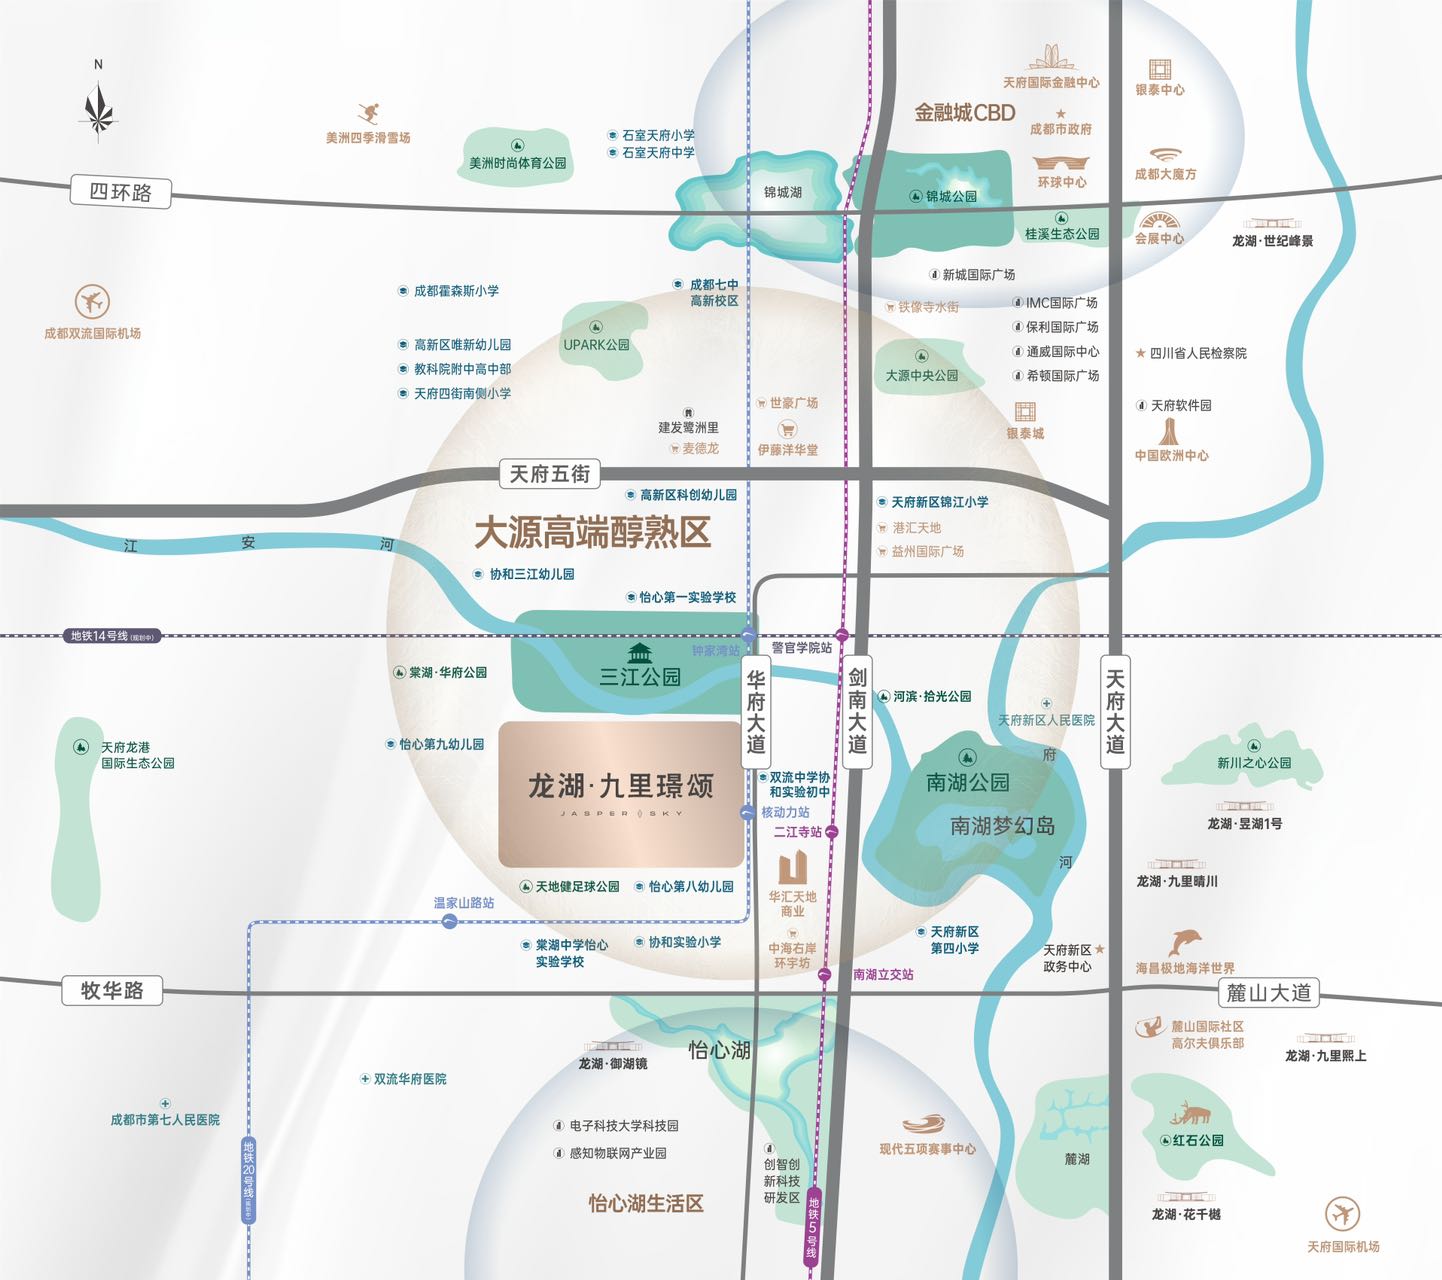 N
天府国际金融中心
银泰中心
金融城CBD
成都市政府
美洲四季滑雪场
美洲时尚体育公园
石室天府小学
石室天府中学
环球中心
成都大魔方
四环路
锦城湖
锦城公园
桂溪生态公园
会展中心
龙湖·世纪峰景
成都双流国际机场
成都霍森斯小学
成都七中
高新校区
新城国际广场
铁像寺水街
IMC国际广场
保利国际广场
通威国际中心
希顿国际广场
高新区唯新幼儿园
教科院附中高中部
天府四街南侧小学
UPARK公园
大源中央公园
四川省人民检察院
建发鹭洲里
麦德龙
世豪广场
伊藤洋华堂
银泰城
天府软件园
中国欧洲中心
天府五街
高新区科创幼儿园
天府新区锦江小学
港汇天地
益州国际广场
大源高端醇熟区
江
安
河
协和三江幼儿园
怡心第一实验学校
地铁14号线(规划中)
钟家湾站
警官学院站
三江公园
棠湖·华府公园
华府大道
剑南大道
天府大道
河滨·拾光公园
天府新区人民医院
府
河
天府龙港
国际生态公园
怡心第九幼儿园
龙湖·九里璟颂
JASPER SKY
双流中学协
和实验初中
核动力站
二江寺站
南湖公园
南湖梦幻岛
新川之心公园
龙湖·昱湖1号
龙湖·九里晴川
天地健足球公园
怡心第八幼儿园
华汇天地
商业
温家山路站
棠湖中学怡心
实验学校
协和实验小学
中海右岸
环宇坊
南湖立交站
天府新区
第四小学
天府新区
政务中心
海昌极地海洋世界
牧华路
麓山大道
麓山国际社区
高尔夫俱乐部
龙湖·九里熙上
怡心湖
龙湖·御湖镜
双流华府医院
成都市第七人民医院
地铁20号线(规划中)
电子科技大学科技园
感知物联网产业园
怡心湖生活区
创智创
新科技
研发区
地铁5号线
现代五项赛事中心
麓湖
红石公园
龙湖·花千樾
天府国际机场